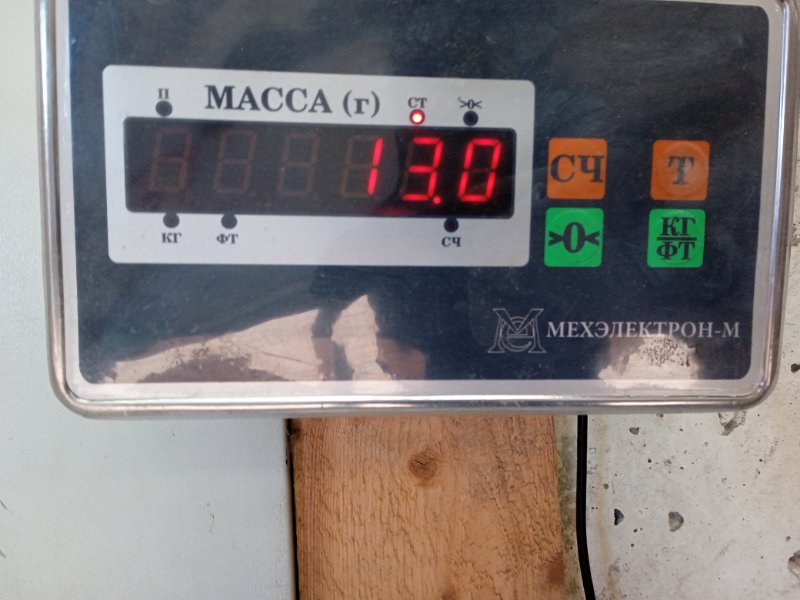 П МАССА (г) СТ >0<
13.0
КГ ФТ СЧ
СЧ Т
>0< КГ/ФТ
МЕХЭЛЕКТРОН-М